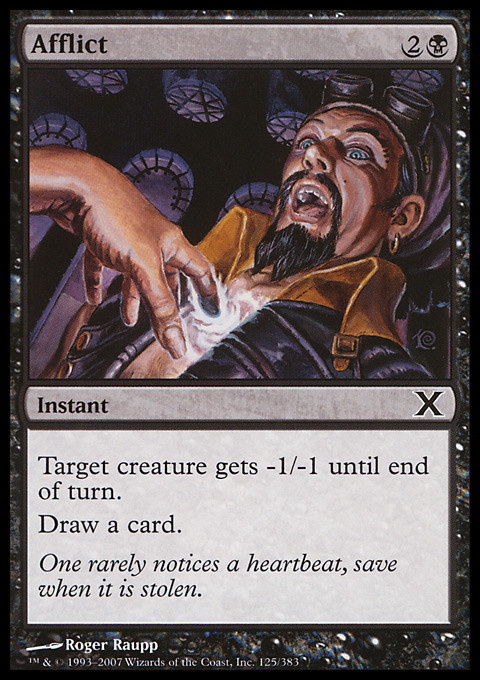 Afflict 2
Instant X
Target creature gets -1/-1 until end
of turn.
Draw a card.
One rarely notices a heartbeat, save
when it is stolen.
Roger Raupp
™ & © 1993–2007 Wizards of the Coast, Inc. 125/383